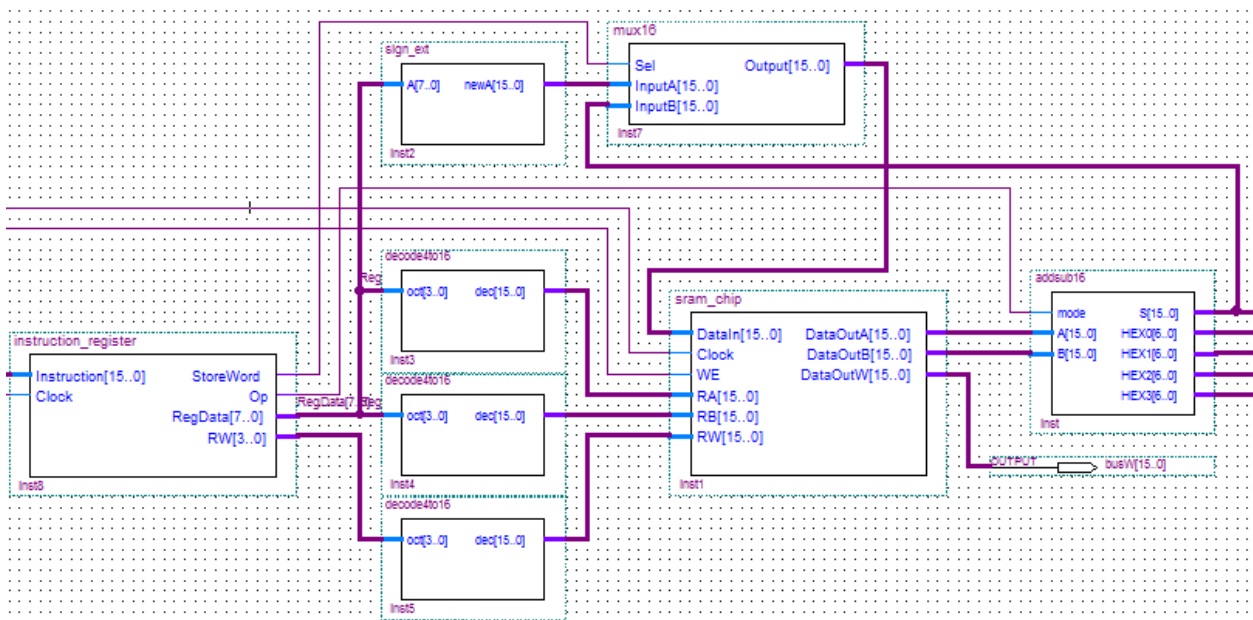 mux16
Sel Output[15..0]
InputA[15..0]
InputB[15..0]
inst7
sign_ext
A[7..0] newA[15..0]
inst2
decode4to16
Reg
oct[3..0] dec[15..0]
inst3
decode4to16
RegData[7..
Reg
oct[3..0] dec[15..0]
inst4
decode4to16
oct[3..0] dec[15..0]
inst5
instruction_register
Instruction[15..0] StoreWord
Clock Op
RegData[7..0]
RW[3..0]
inst8
sram_chip
DataIn[15..0] DataOutA[15..0]
Clock DataOutB[15..0]
WE DataOutW[15..0]
RA[15..0]
RB[15..0]
RW[15..0]
inst1
addsub16
mode S[15..0]
A[15..0] HEX0[6..0]
B[15..0] HEX1[6..0]
HEX2[6..0]
HEX3[6..0]
inst
OUTPUT busW[15..0]